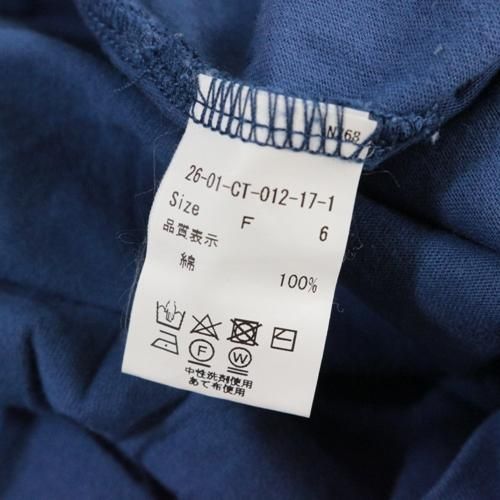 N768
26-01-CT-012-17-1
Size F 6
品質表示
綿 100%
F W
中性洗剤使用
あて布使用